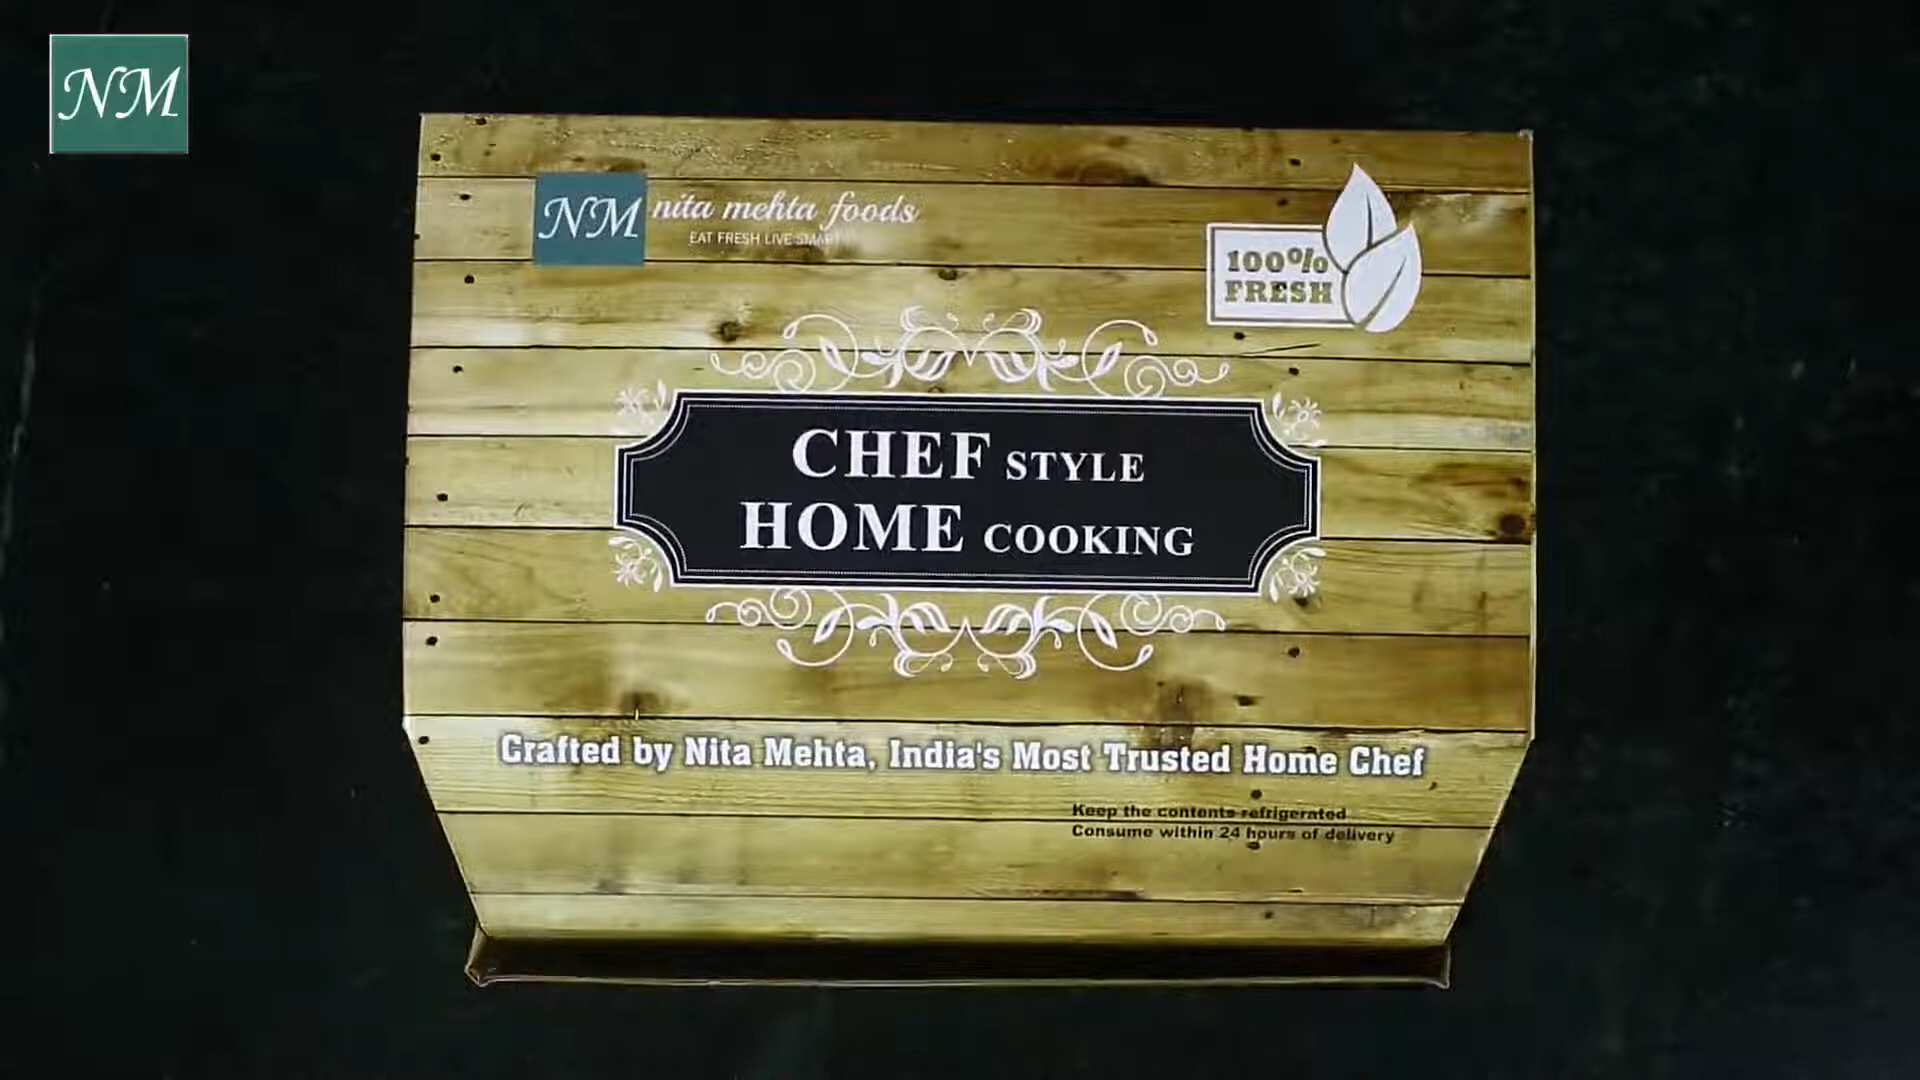 NM
NM nita mehta foods
EAT FRESH LIVE SMART
100%
FRESH
CHEF STYLE
HOME COOKING
Crafted by Nita Mehta, India's Most Trusted Home Chef
Keep the contents refrigerated
Consume within 24 hours of delivery